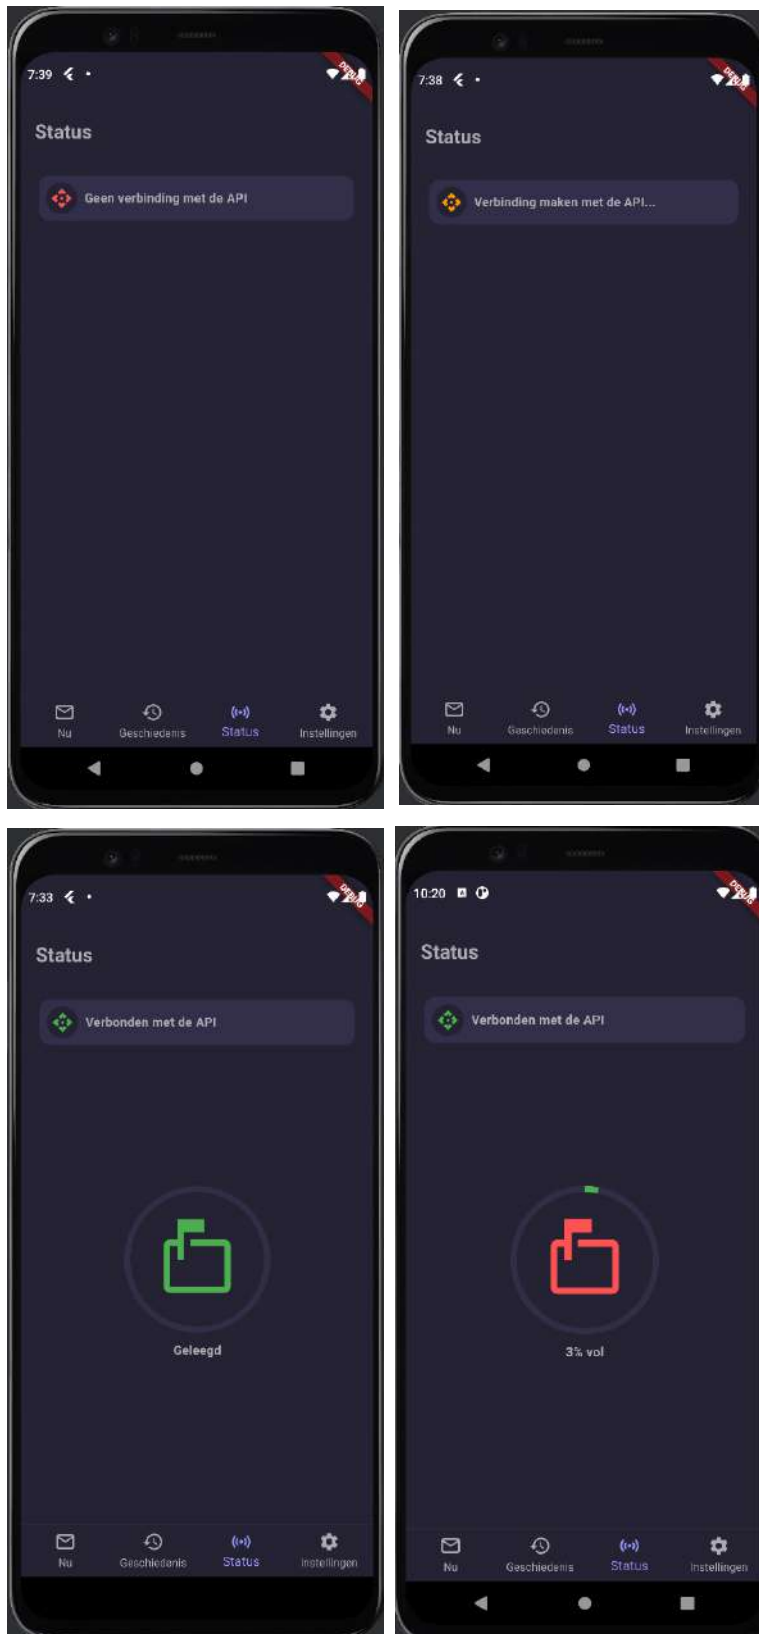 7:39
DEBUG
Status
Geen verbinding met de API
Nu Geschiedenis Status Instellingen
7:38
DEBUG
Status
Verbinding maken met de API...
Nu Geschiedenis Status Instellingen
7:33
DEBUG
Status
Verbonden met de API
Geleegd
Nu Geschiedenis Status Instellingen
10:20
DEBUG
Status
Verbonden met de API
3% vol
Nu Geschiedenis Status Instellingen